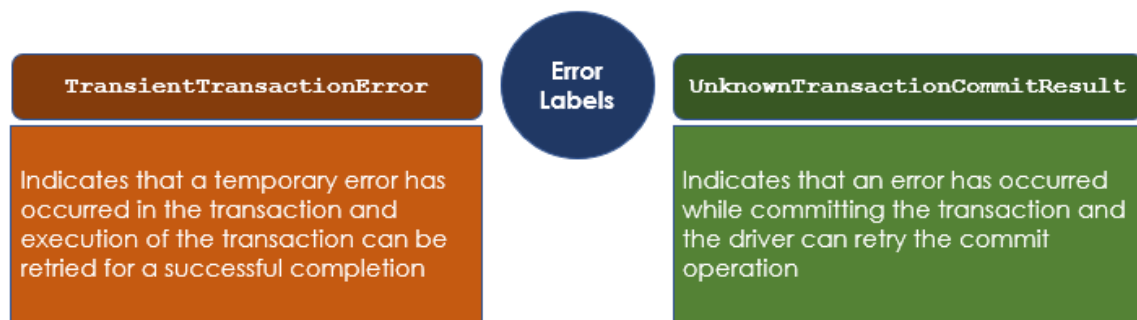 TransientTransactionError
Indicates that a temporary error has
occurred in the transaction and
execution of the transaction can be
retried for a successful completion
Error
Labels
UnknownTransactionCommitResult
Indicates that an error has occurred
while committing the transaction and
the driver can retry the commit
operation